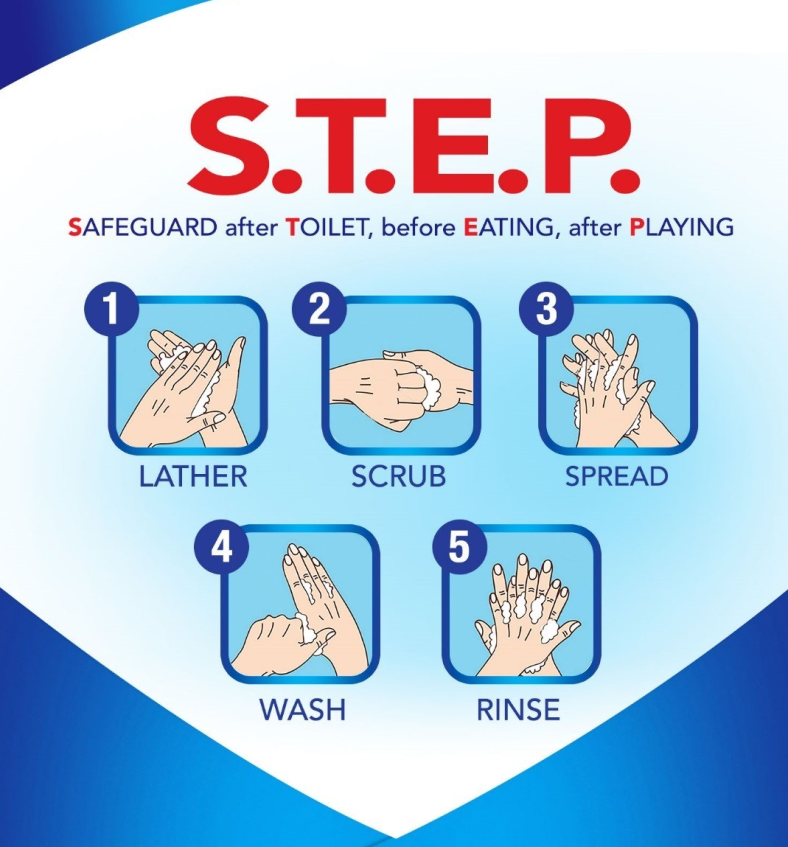 S.T.E.P.
SAFEGUARD after TOILET, before EATING, after PLAYING
1
2
3
LATHER
SCRUB
SPREAD
4
5
WASH
RINSE